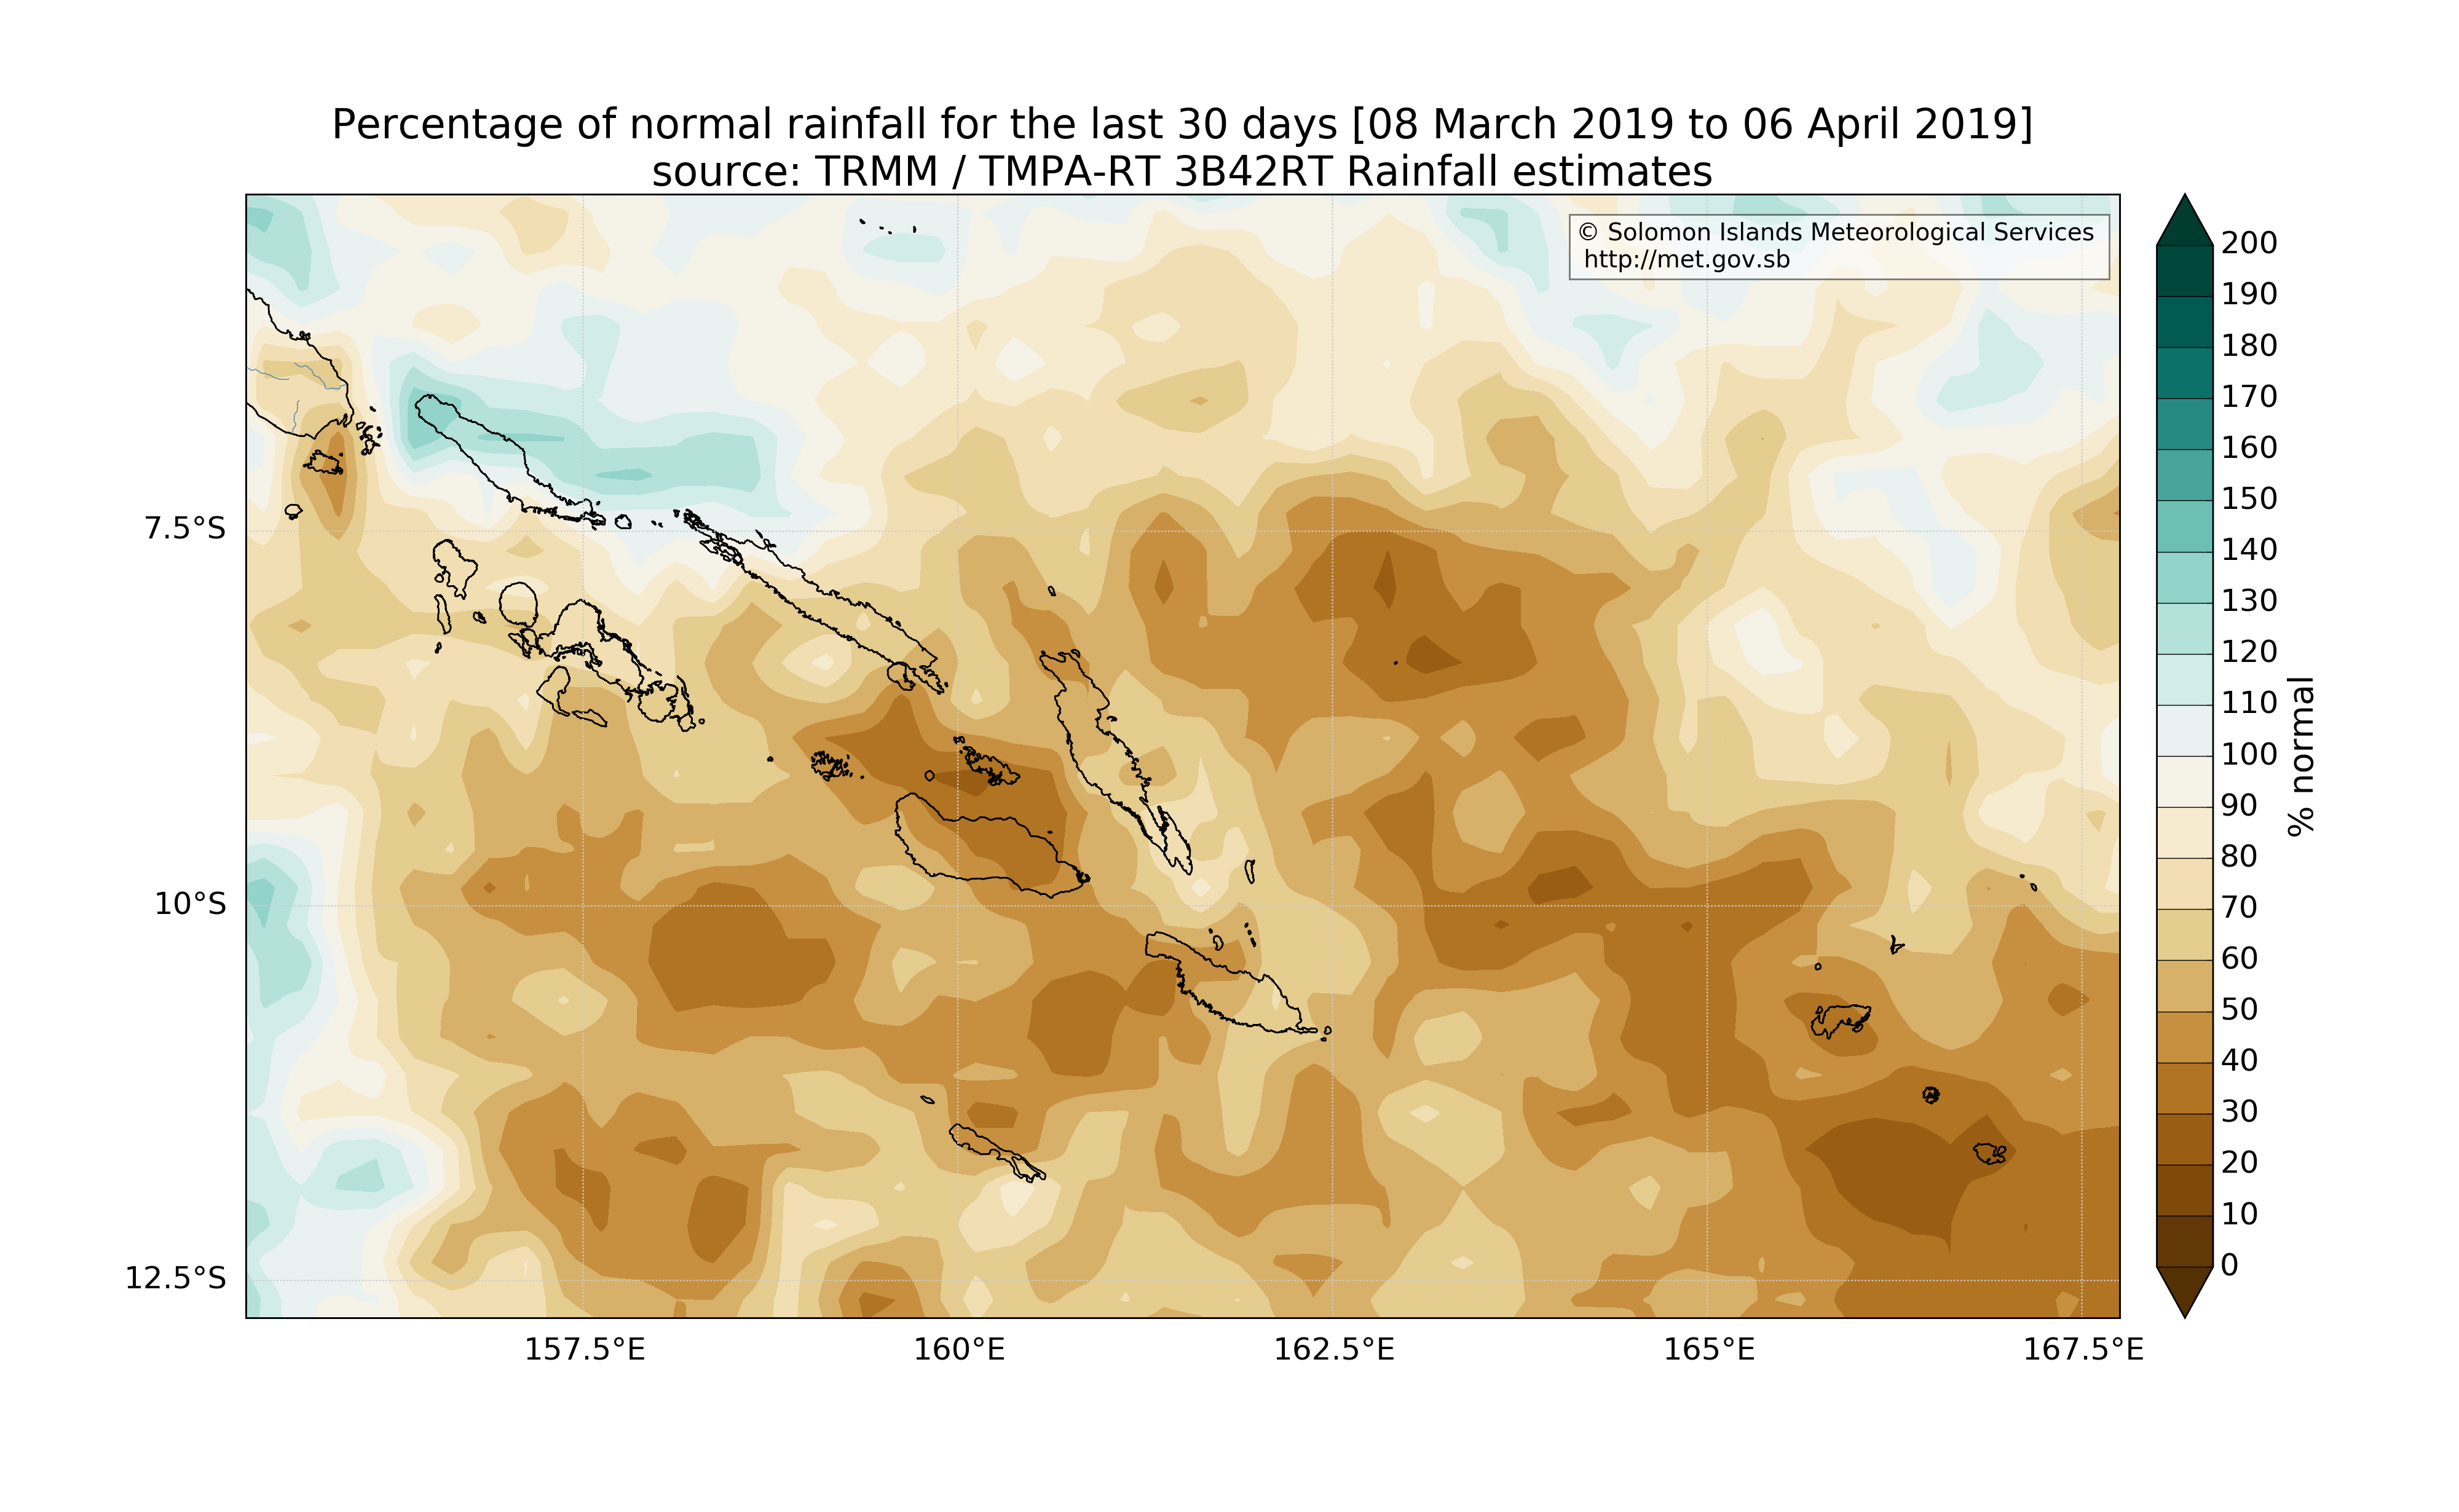 Percentage of normal rainfall for the last 30 days [08 March 2019 to 06 April 2019]
source: TRMM / TMPA-RT 3B42RT Rainfall estimates
© Solomon Islands Meteorological Services
http://met.gov.sb
7.5°S
10°S
12.5°S
157.5°E
160°E
162.5°E
165°E
167.5°E
200
190
180
170
160
150
140
130
120
110
100
90
80
70
60
50
40
30
20
10
0
% normal